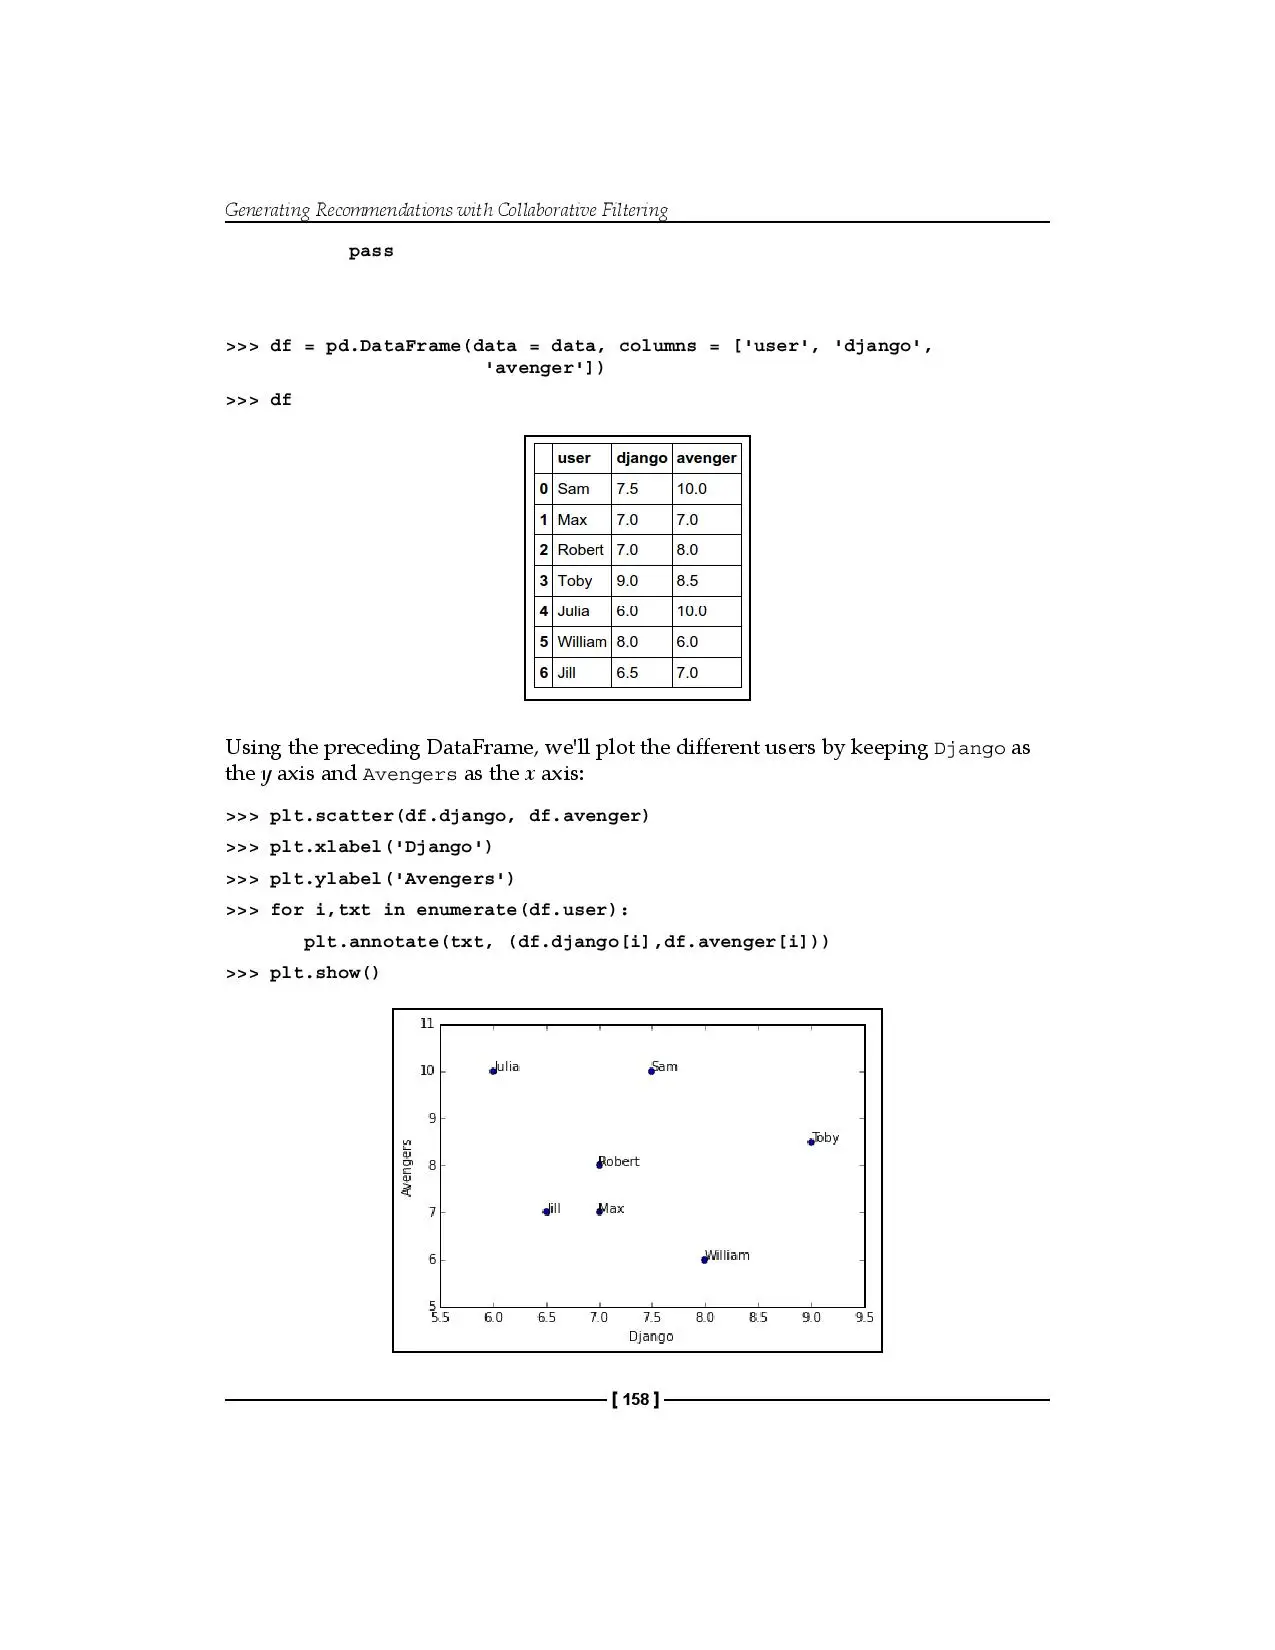 Generating Recommendations with Collaborative Filtering
pass
>>> df = pd.DataFrame(data = data, columns = ['user', 'django',
'avenger'])
>>> df
user django avenger
0 Sam 7.5 10.0
1 Max 7.0 7.0
2 Robert 7.0 8.0
3 Toby 9.0 8.5
4 Julia 6.0 10.0
5 William 8.0 6.0
6 Jill 6.5 7.0
Using the preceding DataFrame, we'll plot the different users by keeping Django as
the y axis and Avengers as the x axis:
>>> plt.scatter(df.django, df.avenger)
>>> plt.xlabel('Django')
>>> plt.ylabel('Avengers')
>>> for i,txt in enumerate(df.user):
plt.annotate(txt, (df.django[i],df.avenger[i]))
>>> plt.show()
11
10 Julia Sam
9
Toby
8 Robert
7 Jill Max
6 William
5
Avengers
5.5 6.0 6.5 7.0 7.5 8.0 8.5 9.0 9.5
Django
[ 158 ]